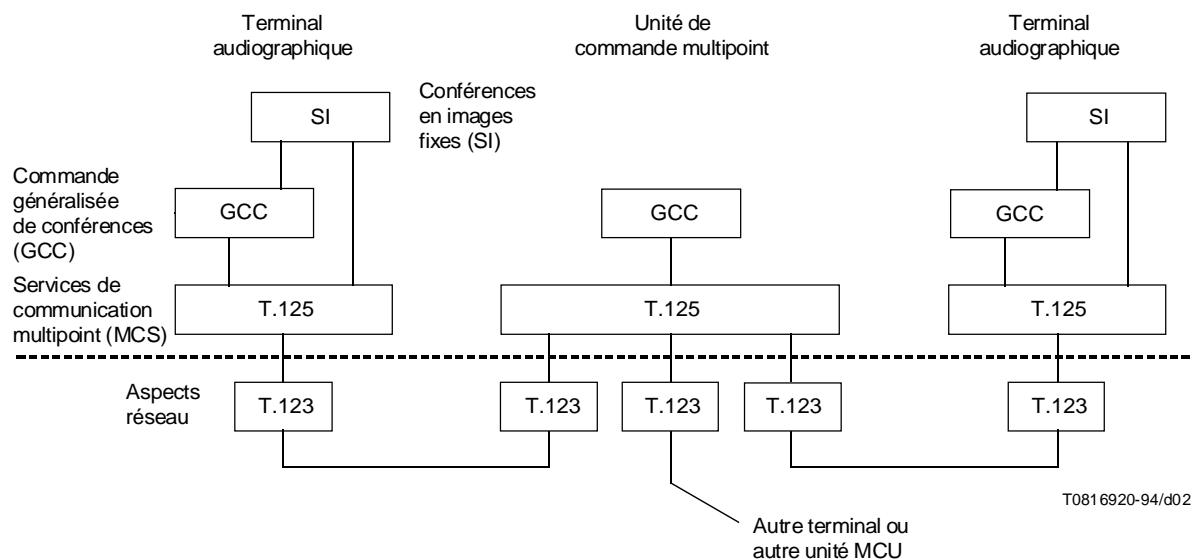 Terminal
audiographique
Unité de
commande multipoint
Terminal
audiographique
Conférences
en images
fixes (SI)
SI
SI
Commande
généralisée
de conférences
(GCC)
GCC
GCC
GCC
Services de
communication
multipoint (MCS)
T.125
T.125
T.125
Aspects
réseau
T.123
T.123
T.123
T.123
T.123
T0816920-94/d02
Autre terminal ou
autre unité MCU